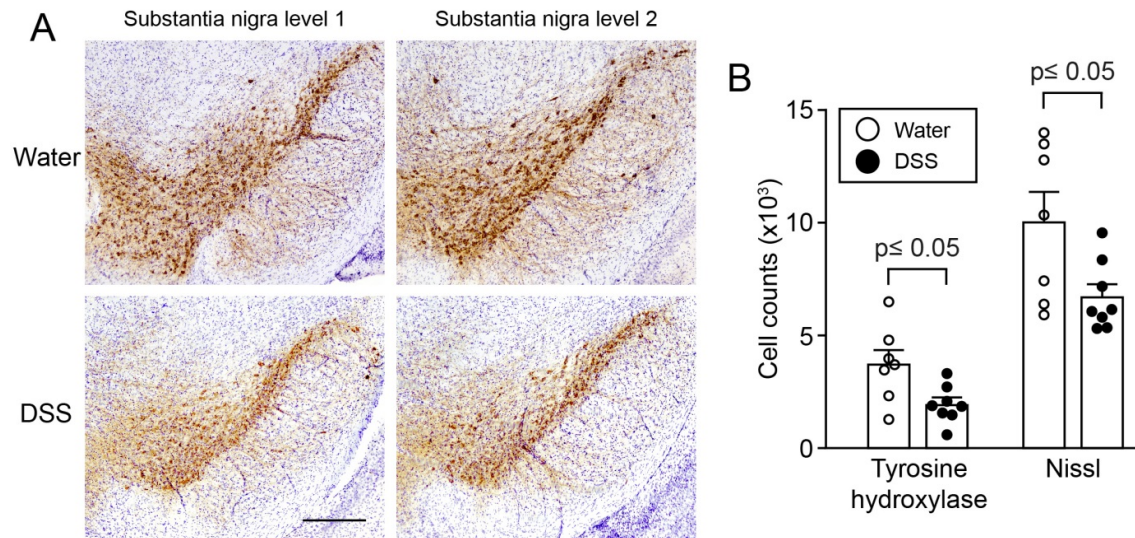 A
Substantia nigra level 1
Substantia nigra level 2
Water
DSS
B
p≤ 0.05
p≤ 0.05
Water
DSS
Cell counts (x10³)
15
10
5
0
Tyrosine
hydroxylase
Nissl